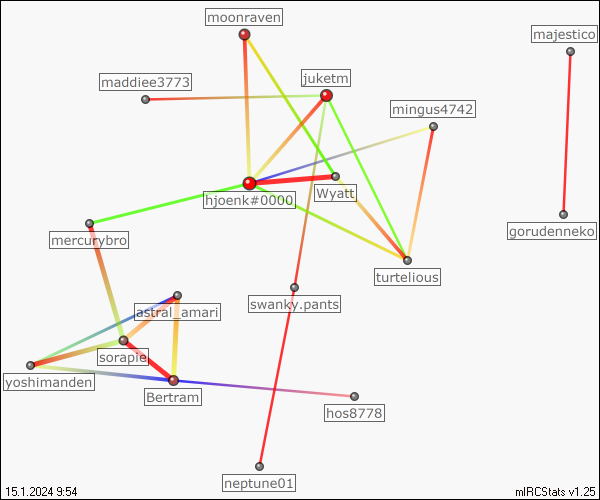 moonraven
majestico
juketm
maddiee3773
mingus4742
hjoenk#0000
Wyatt
gorudenneko
mercurybro
turtelious
swanky.pants
astral_amari
sorapie
yoshimanden
Bertram
hos8778
neptune01
15.1.2024 9:54
mIRCStats v1.25